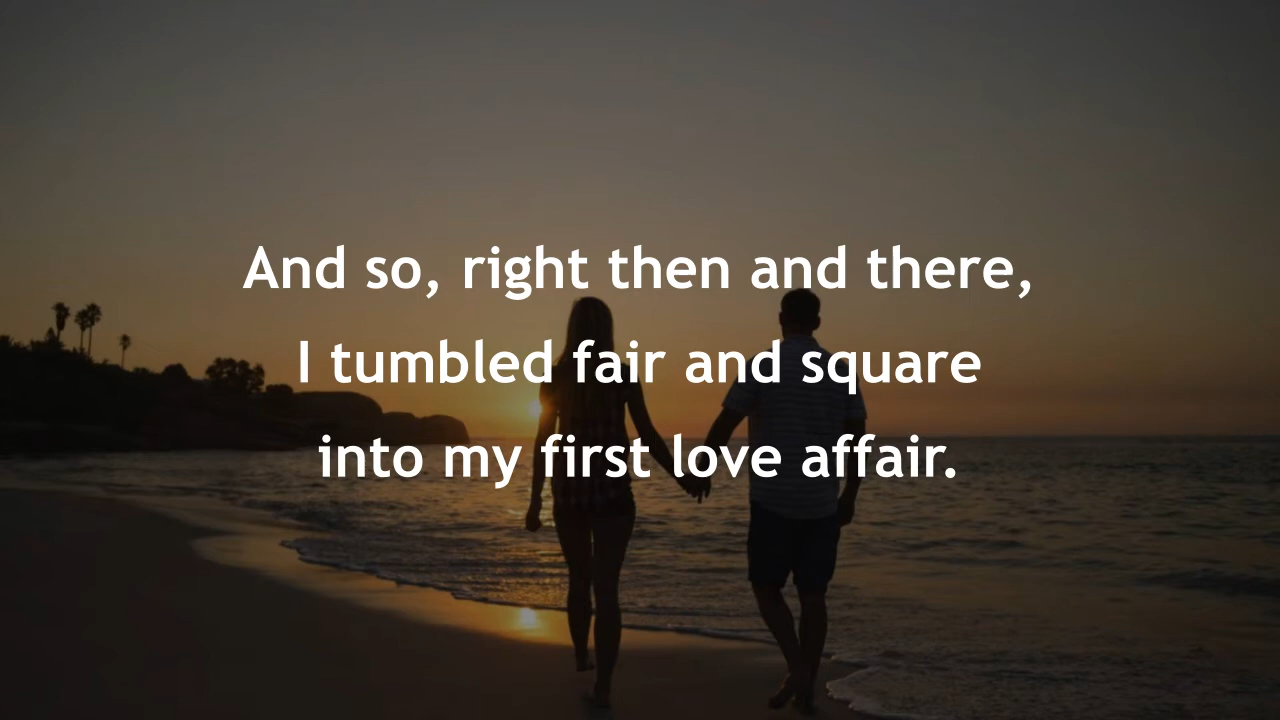 And so, right then and there,
I tumbled fair and square
into my first love affair.